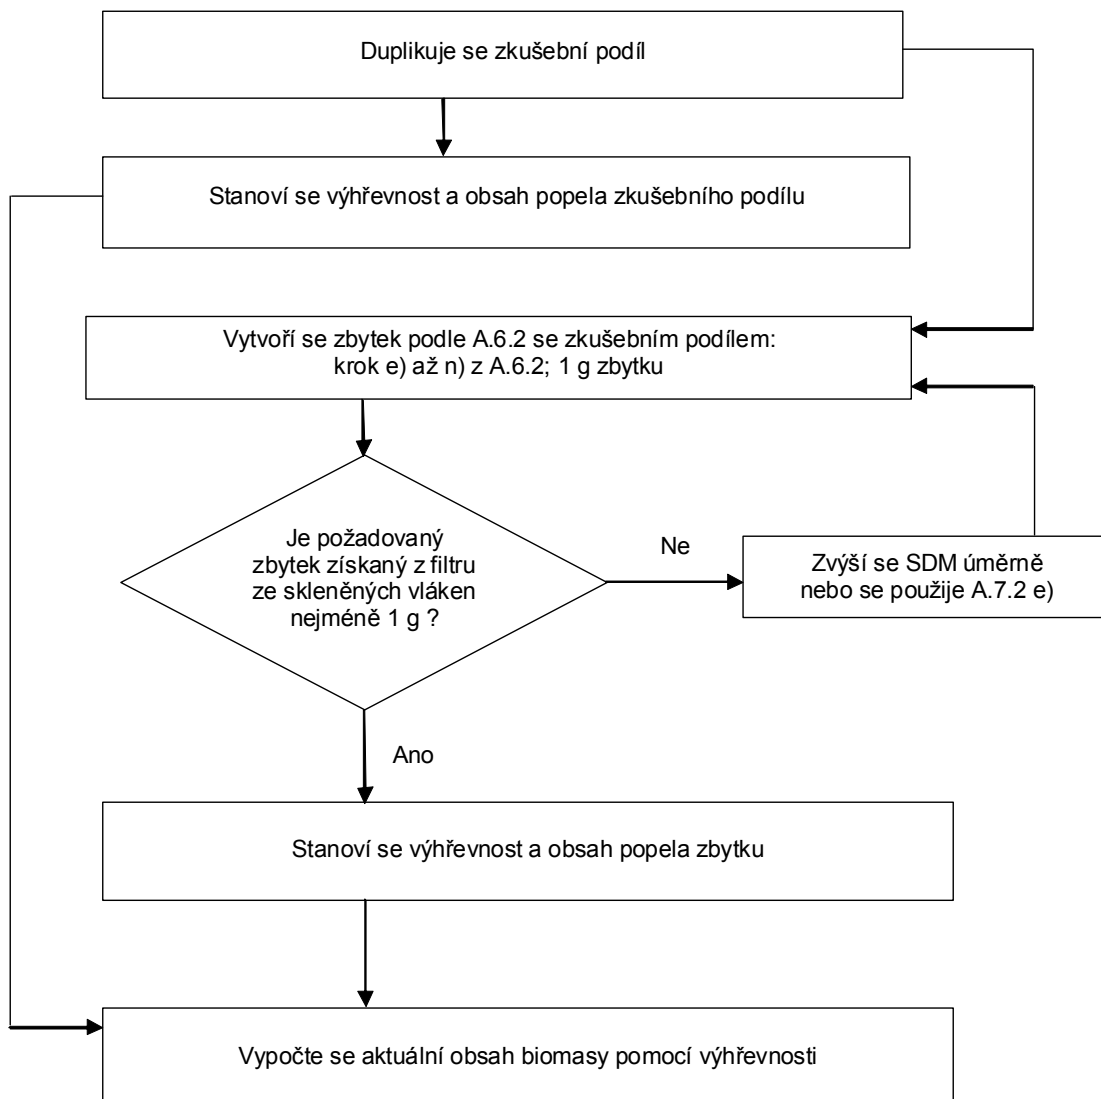 Duplikuje se zkušební podíl
Stanoví se výhřevnost a obsah popela zkušebního podílu
Vytvoří se zbytek podle A.6.2 se zkušebním podílem:
krok e) až n) z A.6.2; 1 g zbytku
Je požadovaný
zbytek získaný z filtru
ze skleněných vláken
nejméně 1 g ?
Ne
Zvýší se SDM úměrně
nebo se použije A.7.2 e)
Ano
Stanoví se výhřevnost a obsah popela zbytku
Vypočte se aktuální obsah biomasy pomocí výhřevnosti